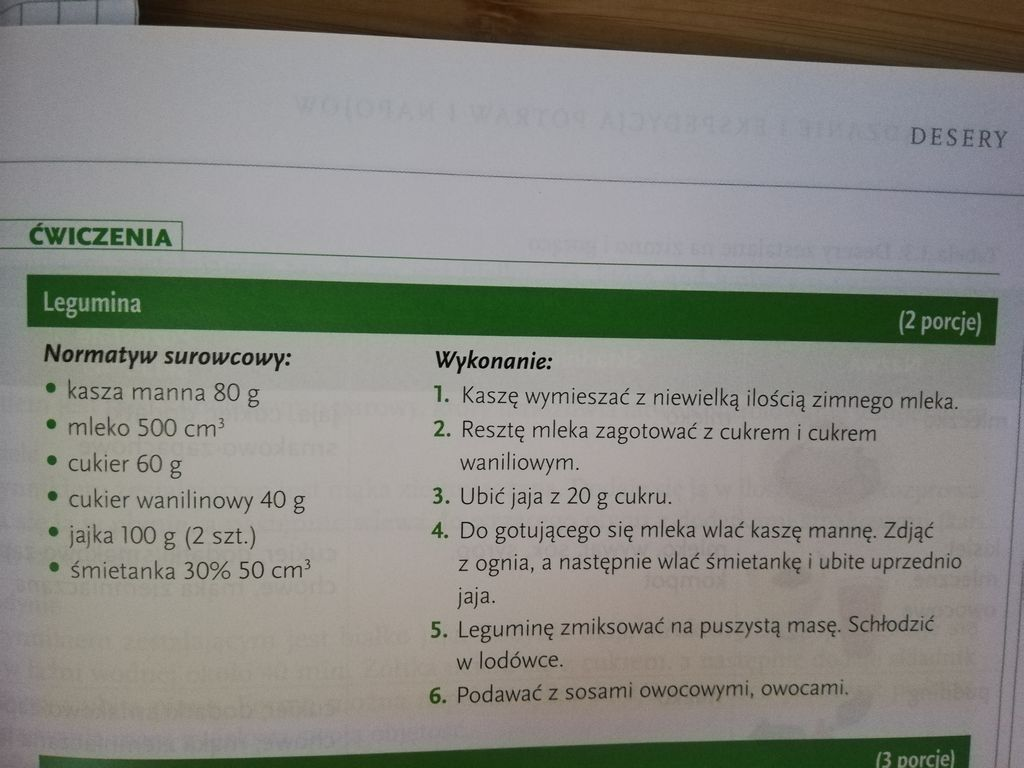 DESERY
ĆWICZENIA
Legumina
(2 porcje)
Normatyw surowcowy:
• kasza manna 80 g
• mleko 500 cm³
• cukier 60 g
• cukier wanilinowy 40 g
• jajka 100 g (2 szt.)
• śmietanka 30% 50 cm³
Wykonanie:
1. Kaszę wymieszać z niewielką ilością zimnego mleka.
2. Resztę mleka zagotować z cukrem i cukrem
waniliowym.
3. Ubić jaja z 20 g cukru.
4. Do gotującego się mleka wlać kaszę mannę. Zdjąć
z ognia, a następnie wlać śmietankę i ubite uprzednio
jaja.
5. Leguminę zmiksować na puszystą masę. Schłodzić
w lodówce.
6. Podawać z sosami owocowymi, owocami.
(3 porcje)